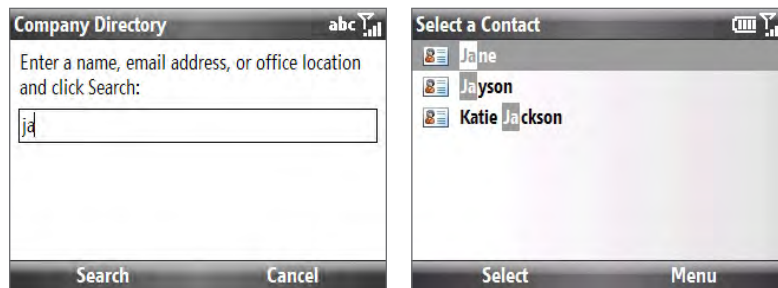 Company Directory abc
Enter a name, email address, or office location
and click Search:
ja
Search Cancel
Select a Contact
Jane
Jayson
Katie Jackson
Select Menu